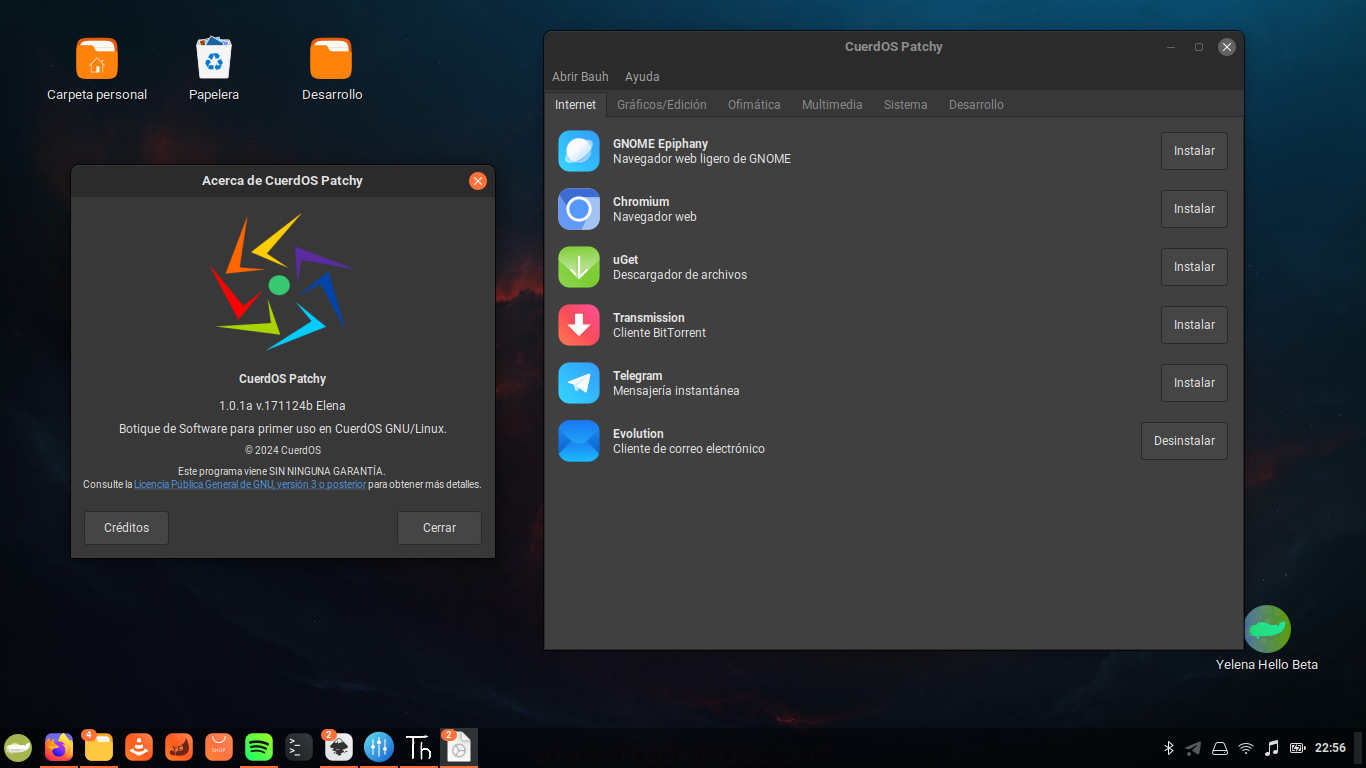 Carpeta personal
Papelera
Desarrollo
Acerca de CuerdOS Patchy
CuerdOS Patchy
1.0.1a v.171124b Elena
Botique de Software para primer uso en CuerdOS GNU/Linux.
© 2024 CuerdOS
Este programa viene SIN NINGUNA GARANTÍA.
Consulte la Licencia Pública General de GNU, versión 3 o posterior para obtener más detalles.
Créditos
Cerrar
CuerdOS Patchy
Abrir Bauh Ayuda
Internet Gráficos/Edición Ofimática Multimedia Sistema Desarrollo
GNOME Epiphany
Navegador web ligero de GNOME
Instalar
Chromium
Navegador web
Instalar
uGet
Descargador de archivos
Instalar
Transmission
Cliente BitTorrent
Instalar
Telegram
Mensajería instantánea
Instalar
Evolution
Cliente de correo electrónico
Desinstalar
Yelena Hello Beta
4
SHOP
2
Th
2
22:56